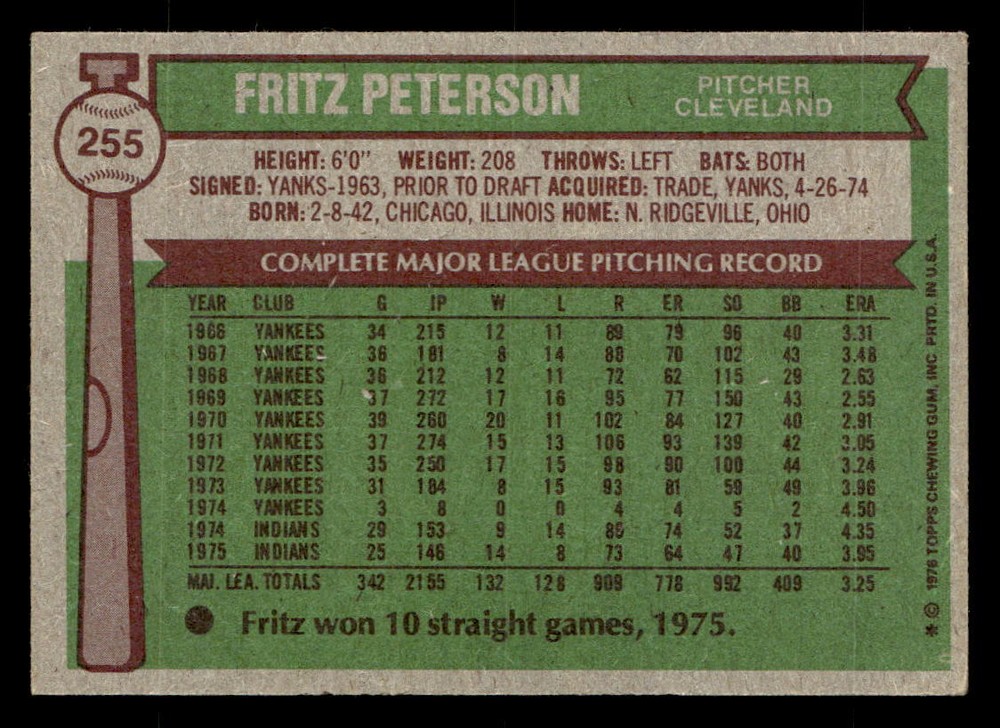 255
FRITZ PETERSON
PITCHER
CLEVELAND
HEIGHT: 6'0" WEIGHT: 208 THROWS: LEFT BATS: BOTH
SIGNED: YANKS-1963, PRIOR TO DRAFT ACQUIRED: TRADE, YANKS, 4-26-74
BORN: 2-8-42, CHICAGO, ILLINOIS HOME: N. RIDGEVILLE, OHIO
COMPLETE MAJOR LEAGUE PITCHING RECORD
YEAR CLUB G IP W L R ER SO BB ERA
1966 YANKEES 34 215 12 11 89 79 96 40 3.31
1967 YANKEES 36 181 8 14 88 70 102 43 3.48
1968 YANKEES 36 212 12 11 72 62 115 29 2.63
1969 YANKEES 37 272 17 16 95 77 150 43 2.55
1970 YANKEES 39 260 20 11 102 84 127 40 2.91
1971 YANKEES 37 274 15 13 106 93 139 42 3.05
1972 YANKEES 35 250 17 15 98 90 100 44 3.24
1973 YANKEES 31 184 8 15 93 81 59 49 3.96
1974 YANKEES 3 8 0 0 4 4 5 2 4.50
1974 INDIANS 29 153 9 14 86 74 52 37 4.35
1975 INDIANS 25 146 14 8 73 64 47 40 3.95
MAJ. LEA. TOTALS 342 2155 132 128 909 778 992 409 3.25
Fritz won 10 straight games, 1975.
* © 1976 TOPPS CHEWING GUM, INC. PRTD. IN U.S.A.